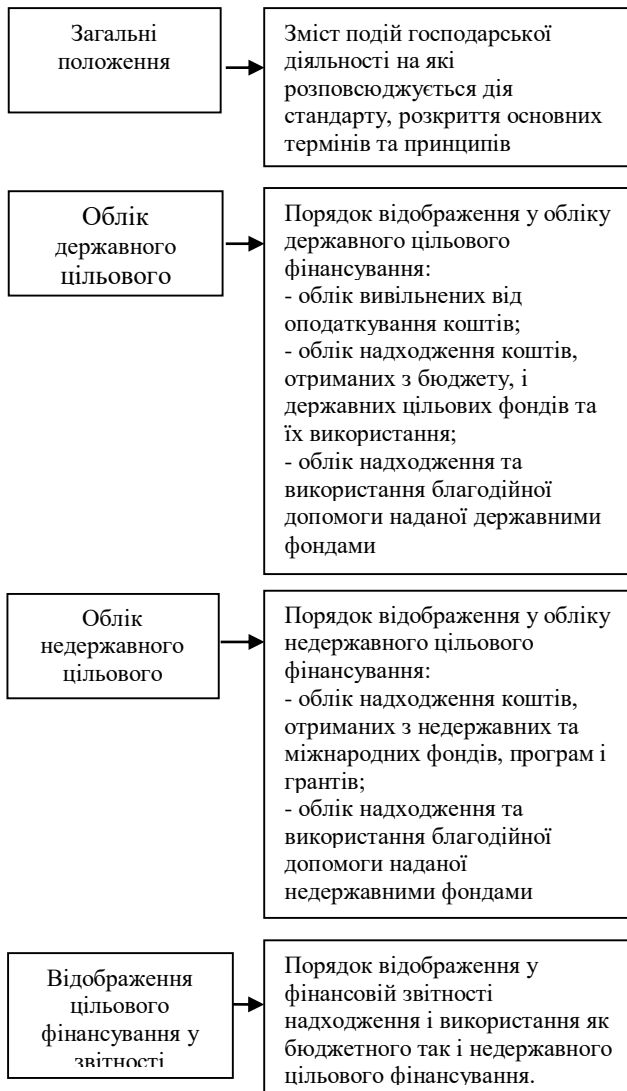 Загальні
положення
Зміст подій господарської
діяльності на які
розповсюджується дія
стандарту, розкриття основних
термінів та принципів
Облік
державного
цільового
Порядок відображення у обліку
державного цільового
фінансування:
- облік вивільнених від
оподаткування коштів;
- облік надходження коштів,
отриманих з бюджету, і
державних цільових фондів та
їх використання;
- облік надходження та
використання благодійної
допомоги наданої державними
фондами
Облік
недержавного
цільового
Порядок відображення у обліку
недержавного цільового
фінансування:
- облік надходження коштів,
отриманих з недержавних та
міжнародних фондів, програм і
грантів;
- облік надходження та
використання благодійної
допомоги наданої
недержавними фондами
Відображення
цільового
фінансування у
звітності
Порядок відображення у
фінансовій звітності
надходження і використання як
бюджетного так і недержавного
цільового фінансування.